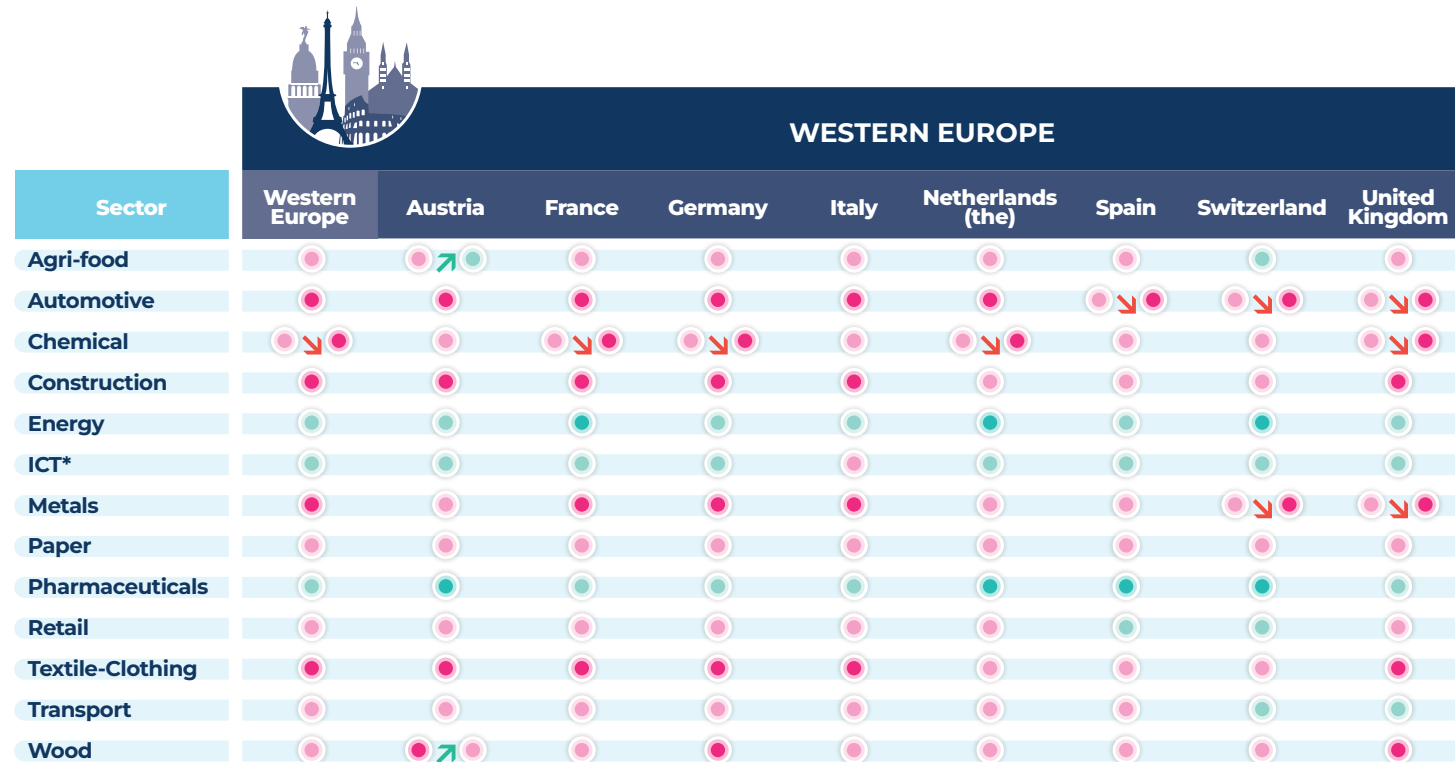 WESTERN EUROPE
Sector
Western
Europe
Austria
France
Germany
Italy
Netherlands
(the)
Spain
Switzerland
United
Kingdom
Agri-food
Automotive
Chemical
Construction
Energy
ICT*
Metals
Paper
Pharmaceuticals
Retail
Textile-Clothing
Transport
Wood